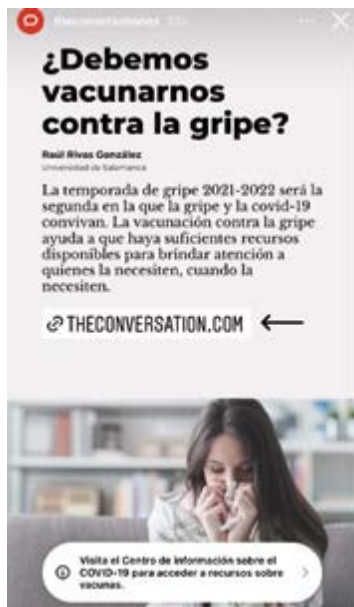 ¿Debemos
vacunarnos
contra la gripe?
Raúl Rivas González
Universidad de Salamanca
La temporada de gripe 2021-2022 será la
segunda en la que la gripe y la covid-19
convivan. La vacunación contra la gripe
ayuda a que haya suficientes recursos
disponibles para brindar atención a
quienes la necesiten, cuando la
necesiten.
THECONVERSATION.COM
Visita el Centro de información sobre el
COVID-19 para acceder a recursos sobre
vacunas.